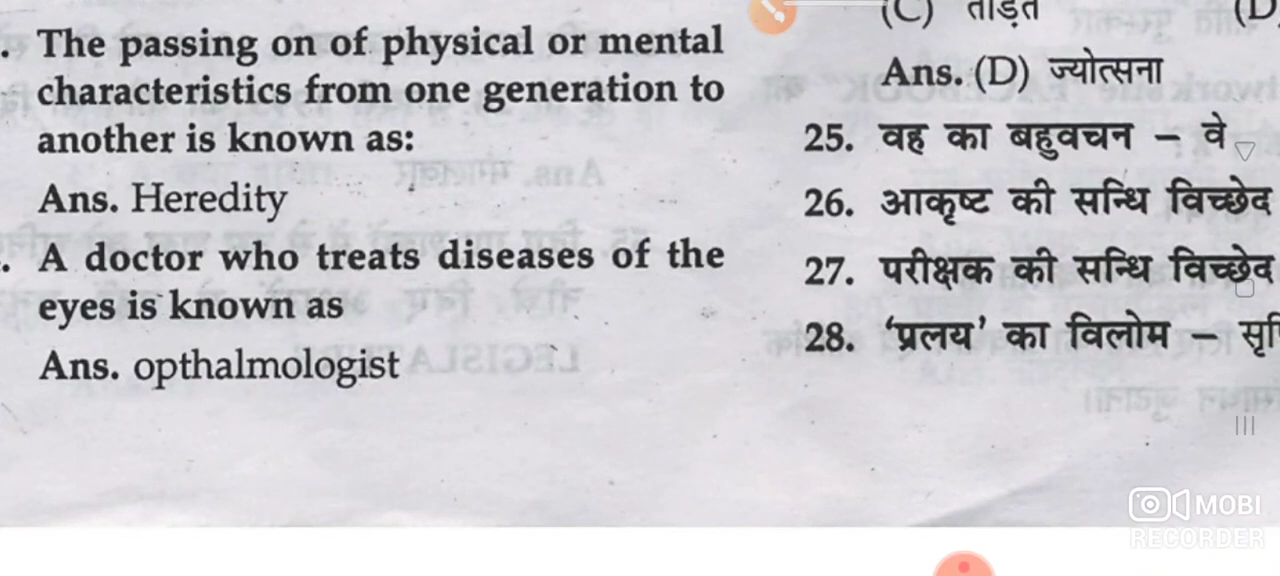 . The passing on of physical or mental
characteristics from one generation to
another is known as:
Ans. Heredity
. A doctor who treats diseases of the
eyes is known as
Ans. opthalmologist
(C) ताड़त (D)
Ans. (D) ज्योत्सना
25. वह का बहुवचन – वे
26. आकृष्ट की सन्धि विच्छेद
27. परीक्षक की सन्धि विच्छेद
28. ‘प्रलय’ का विलोम –
MOBI
RECORDER